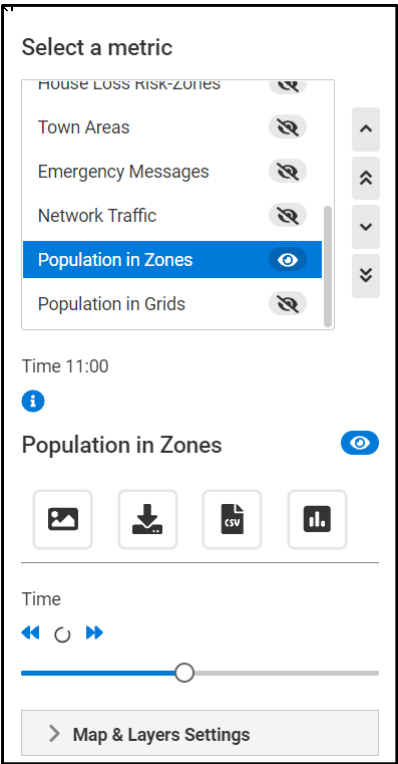 Select a metric
House Loss Risk-Zones
Town Areas
Emergency Messages
Network Traffic
Population in Zones
Population in Grids
Time 11:00
Population in Zones
CSV
Time
Map & Layers Settings